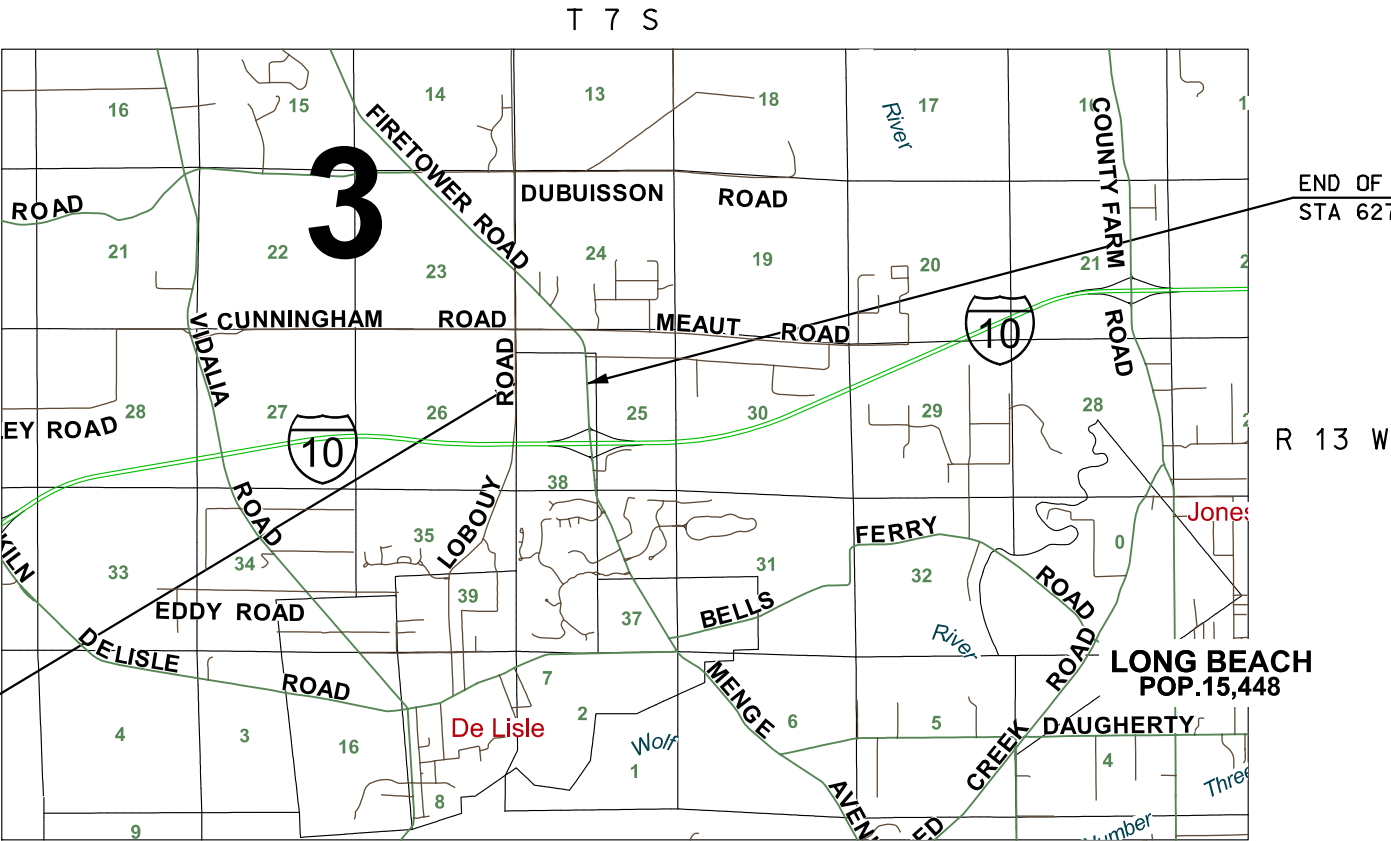 T 7 S
16
15
14
13
18
17
16
River
COUNTY FARM
ROAD
FIRETOWER ROAD
3
DUBUISSON ROAD
ROAD
END OF
STA 627
21
22
23
24
19
20
21
2
CUNNINGHAM ROAD
MEAUT ROAD
10
VIDALIA
ROAD
ROAD
LOBOUY
28
27
26
25
30
29
28
LEY ROAD
10
R 13 W
38
Jones
KILN
33
34
35
39
31
32
0
FERRY
ROAD
BELLS
EDDY ROAD
37
River
DELISLE
ROAD
LONG BEACH
POP.15,448
7
2
MENGE
AVEN
6
5
DAUGHERTY
CREEK ROAD
ED
4
3
16
De Lisle
Wolf
1
4
Three
8
9
umber